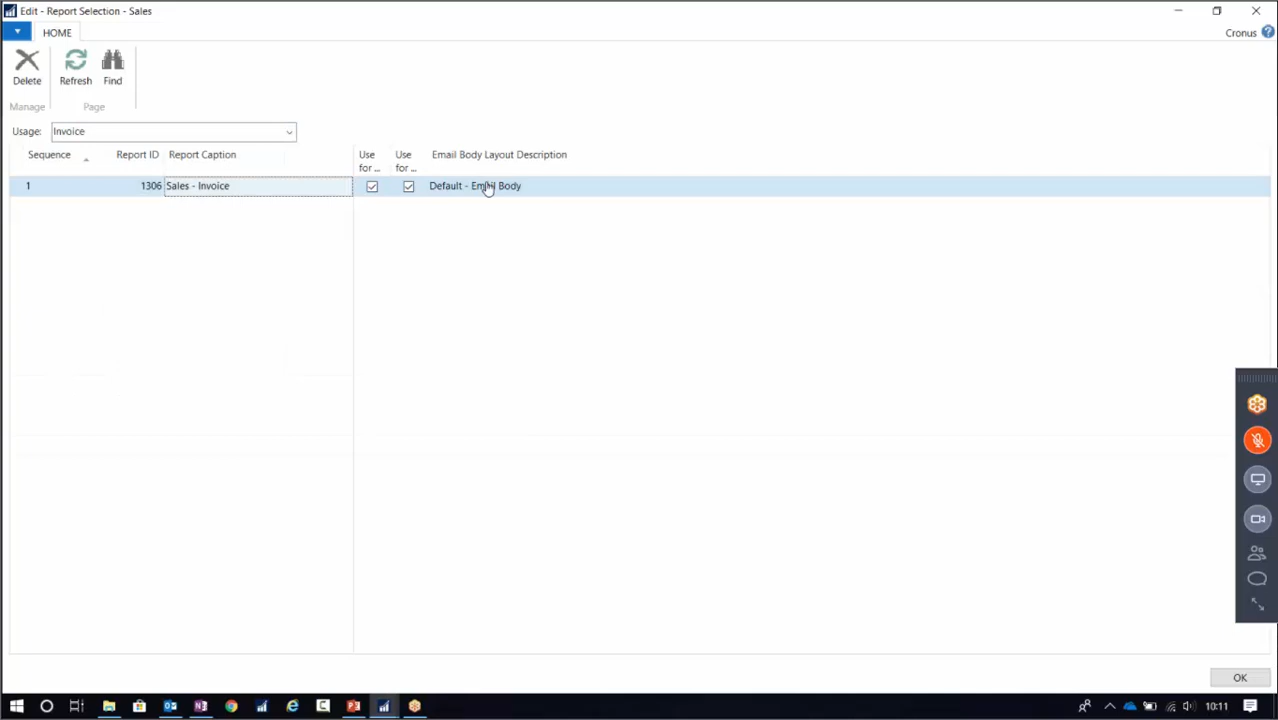 Edit - Report Selection - Sales
HOME
Cronus
Delete
Refresh
Find
Manage
Page
Usage:
Invoice
Sequence
Report ID
Report Caption
Use for ...
Use for ...
Email Body Layout Description
1
1306
Sales - Invoice
Default - Email Body
OK
10:11